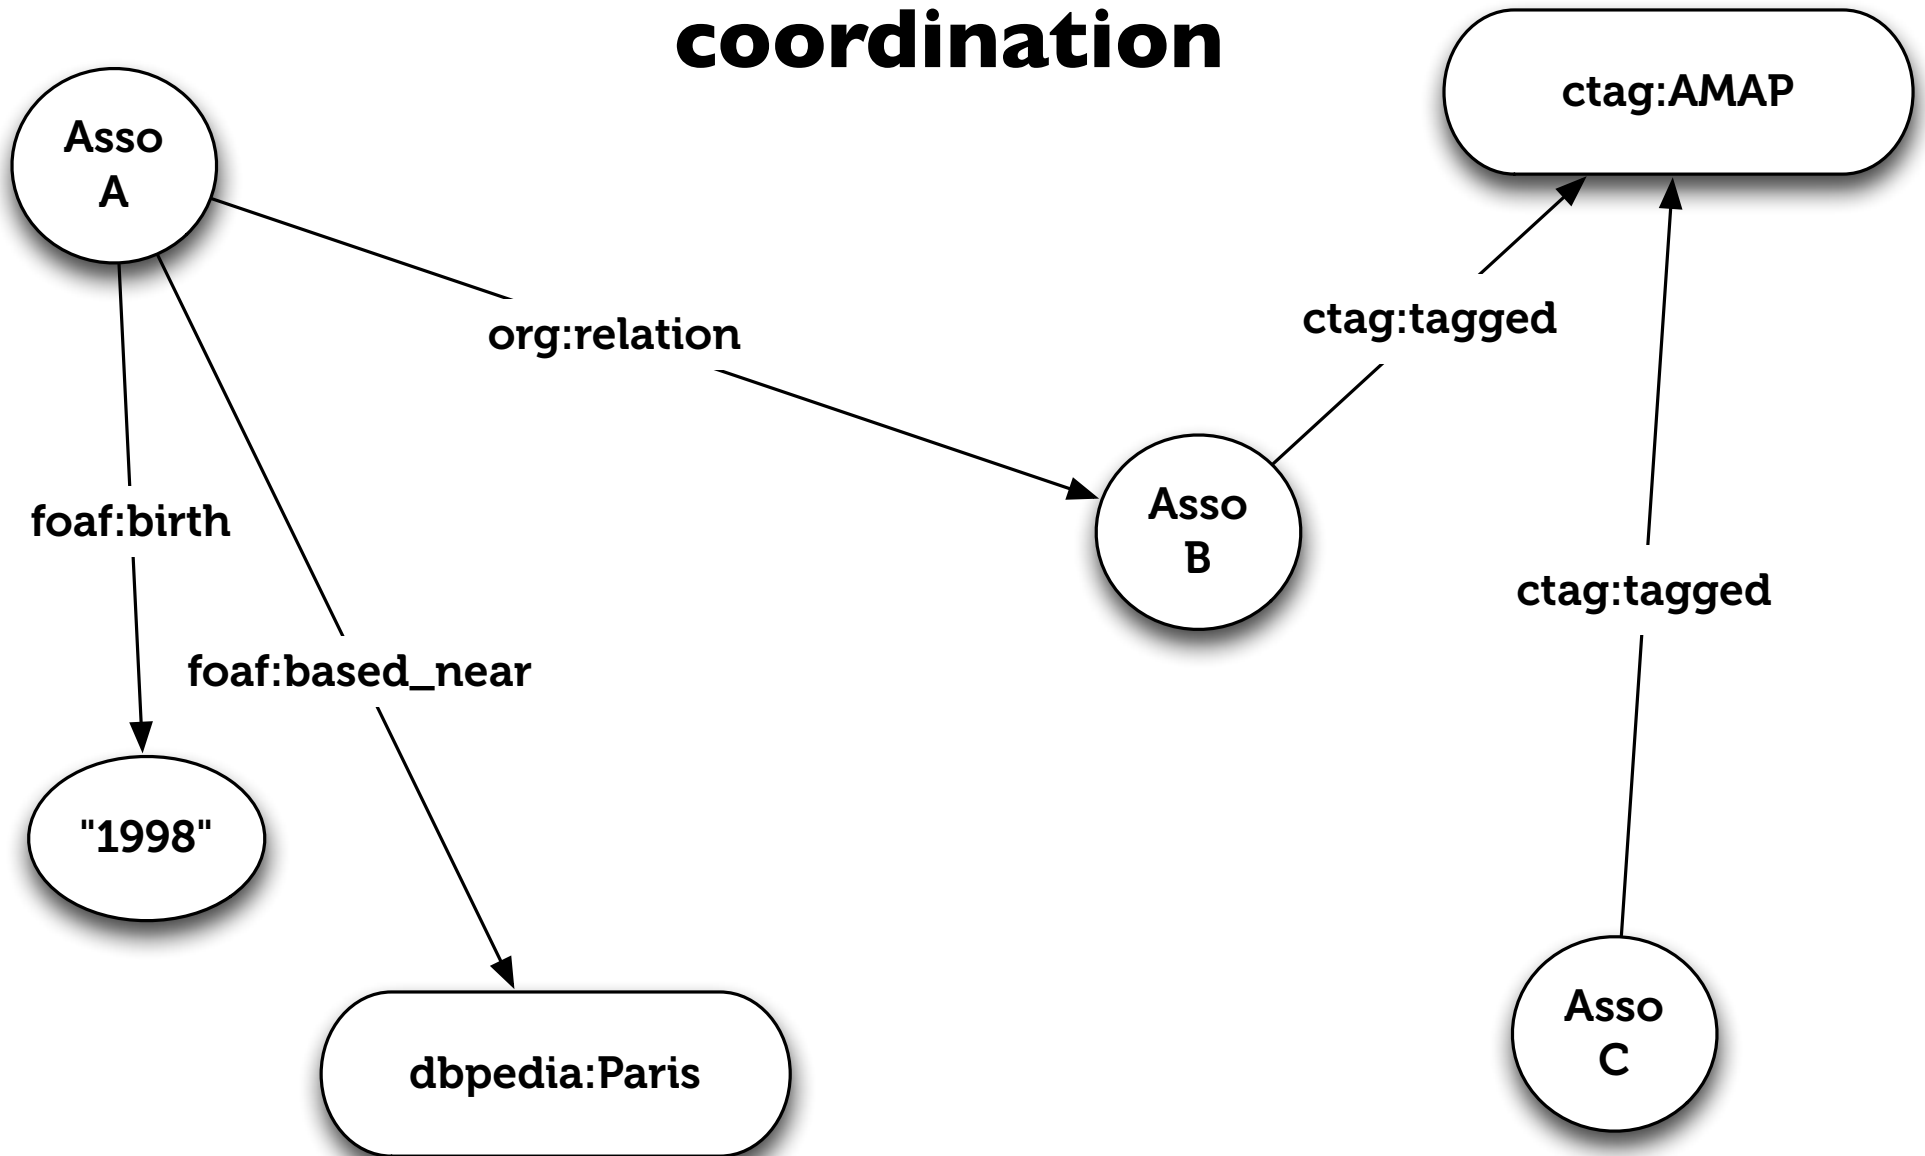 coordination
ctag:AMAP
Asso
A
org:relation
ctag:tagged
foaf:birth
Asso
B
ctag:tagged
foaf:based_near
"1998"
dbpedia:Paris
Asso
C